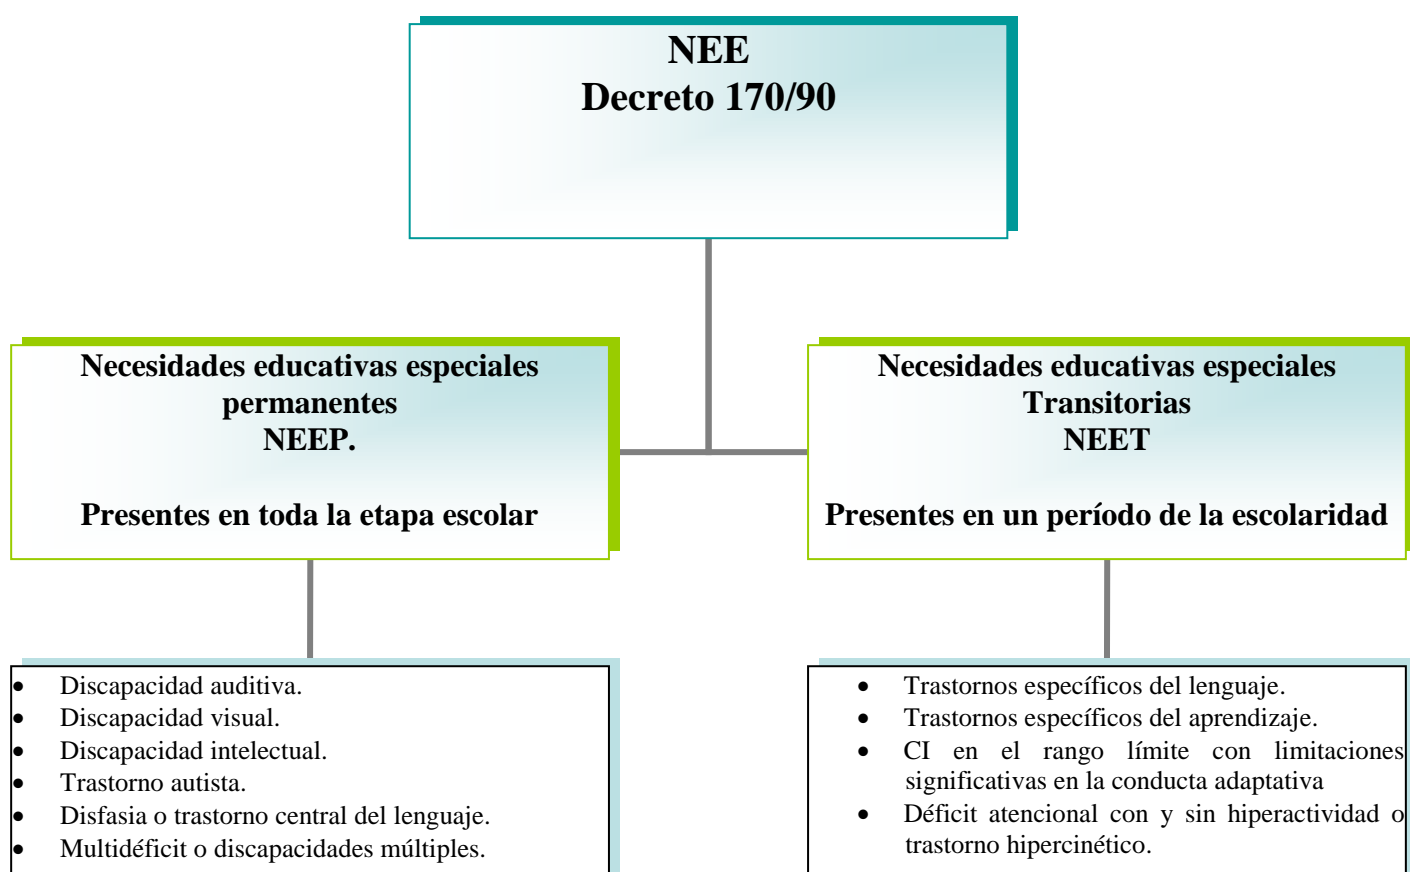 NEE
Decreto 170/90
Necesidades educativas especiales
permanentes
NEEP.
Presentes en toda la etapa escolar
Necesidades educativas especiales
Transitorias
NEET
Presentes en un período de la escolaridad
• Discapacidad auditiva.
• Discapacidad visual.
• Discapacidad intelectual.
• Trastorno autista.
• Disfasia o trastorno central del lenguaje.
• Multidéficit o discapacidades múltiples.
• Trastornos específicos del lenguaje.
• Trastornos específicos del aprendizaje.
• CI en el rango límite con limitaciones
significativas en la conducta adaptativa
• Déficit atencional con y sin hiperactividad o
trastorno hipercinético.